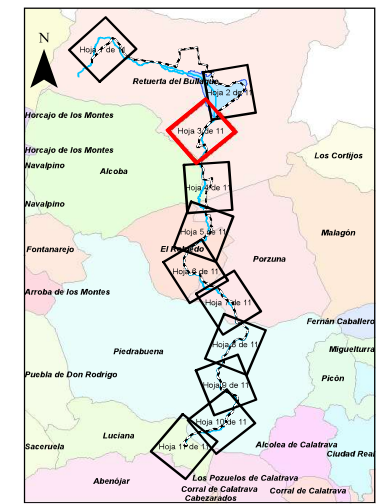 N
Hoja 1 de 11
Retuerta del Bullaque
Hoja 2 de 11
Horcajo de los Montes
Hoja 3 de 11
Horcajo de los Montes
Los Cortijos
Navalpino
Alcoba
Hoja 4 de 11
Navalpino
Hoja 5 de 11
Malagón
Fontanarejo
El Robledo
Porzuna
Hoja 6 de 11
Arroba de los Montes
Hoja 7 de 11
Fernán Caballero
Hoja 8 de 11
Piedrabuena
Miguelturra
Puebla de Don Rodrigo
Picón
Hoja 9 de 11
Hoja 10 de 11
Luciana
Saceruela
Hoja 11 de 11
Alcolea de Calatrava
Ciudad Real
Abenójar
Los Pozuelos de Calatrava
Corral de Calatrava
Corral de Calatrava
Cabezarados